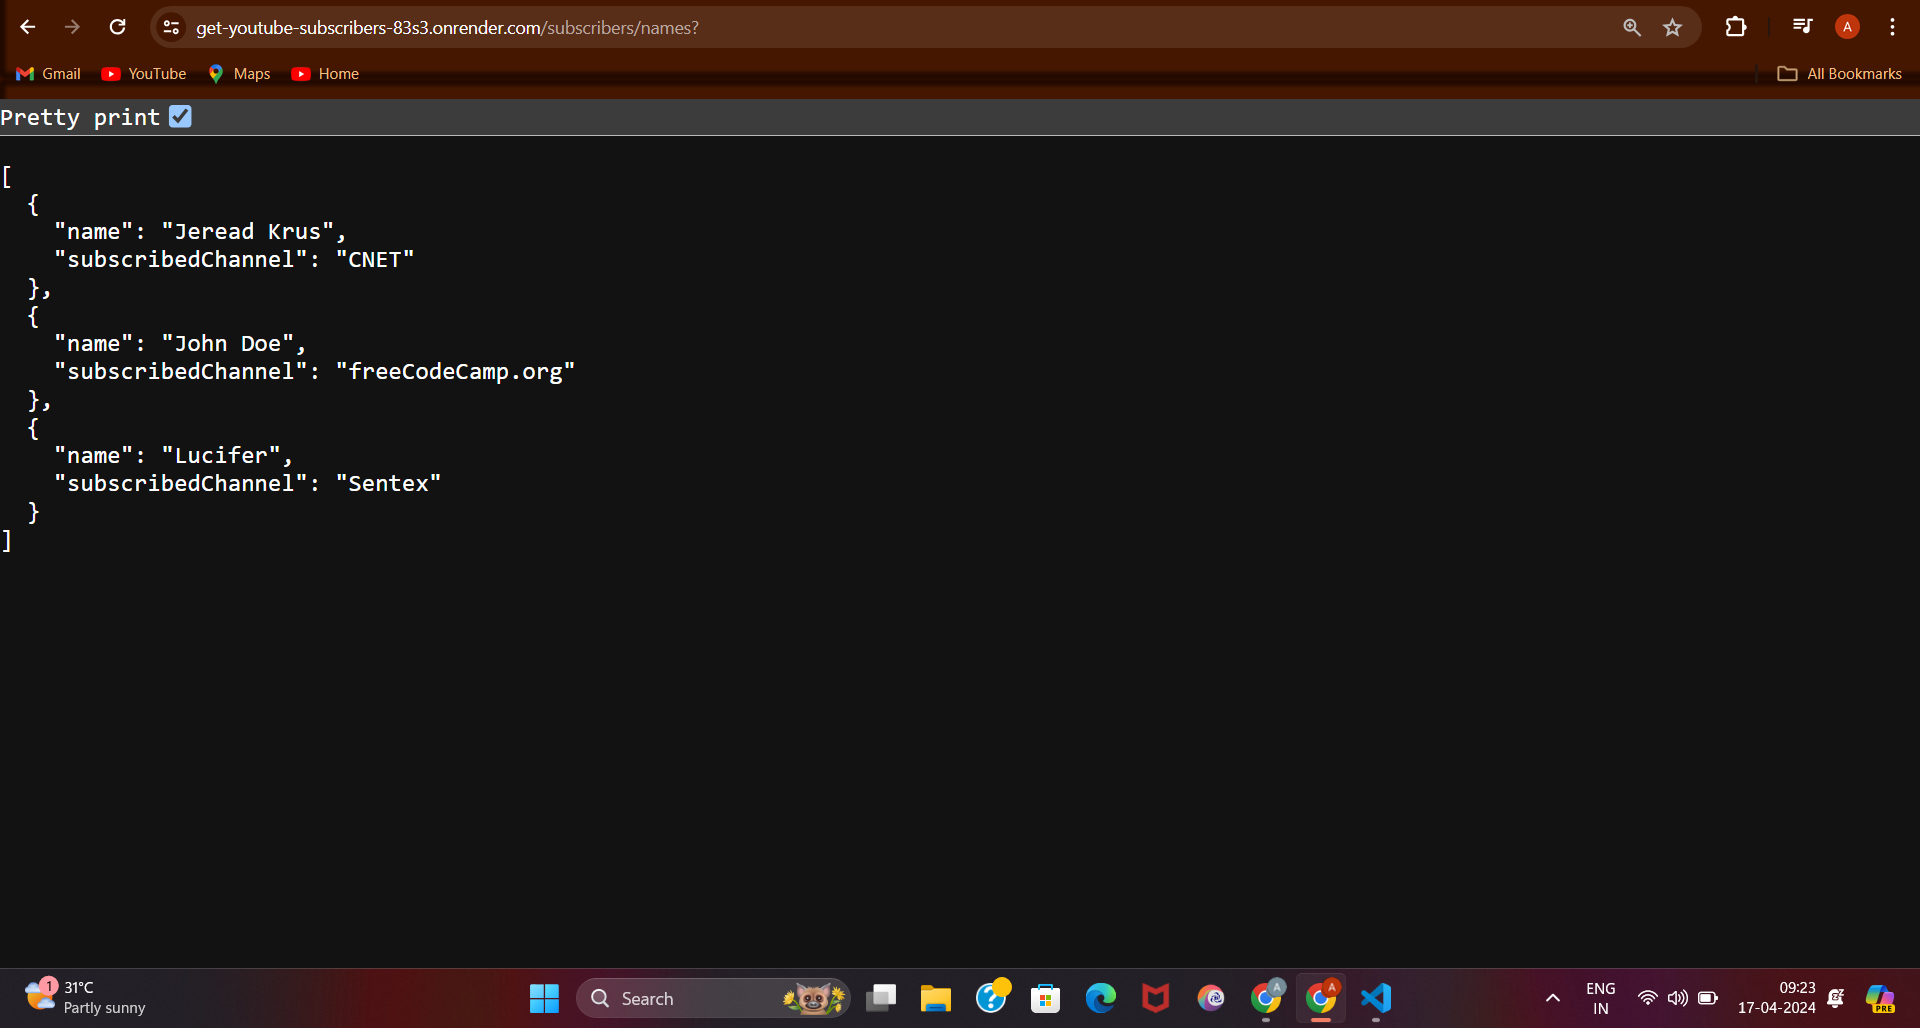 get-youtube-subscribers-83s3.onrender.com/subscribers/names?
A
Gmail YouTube Maps Home All Bookmarks
Pretty print
[
  {
    "name": "Jeread Krus",
    "subscribedChannel": "CNET"
  },
  {
    "name": "John Doe",
    "subscribedChannel": "freeCodeCamp.org"
  },
  {
    "name": "Lucifer",
    "subscribedChannel": "Sentex"
  }
]
1
31°C
Partly sunny
Search
A
A
ENG
IN
09:23
17-04-2024
PRE